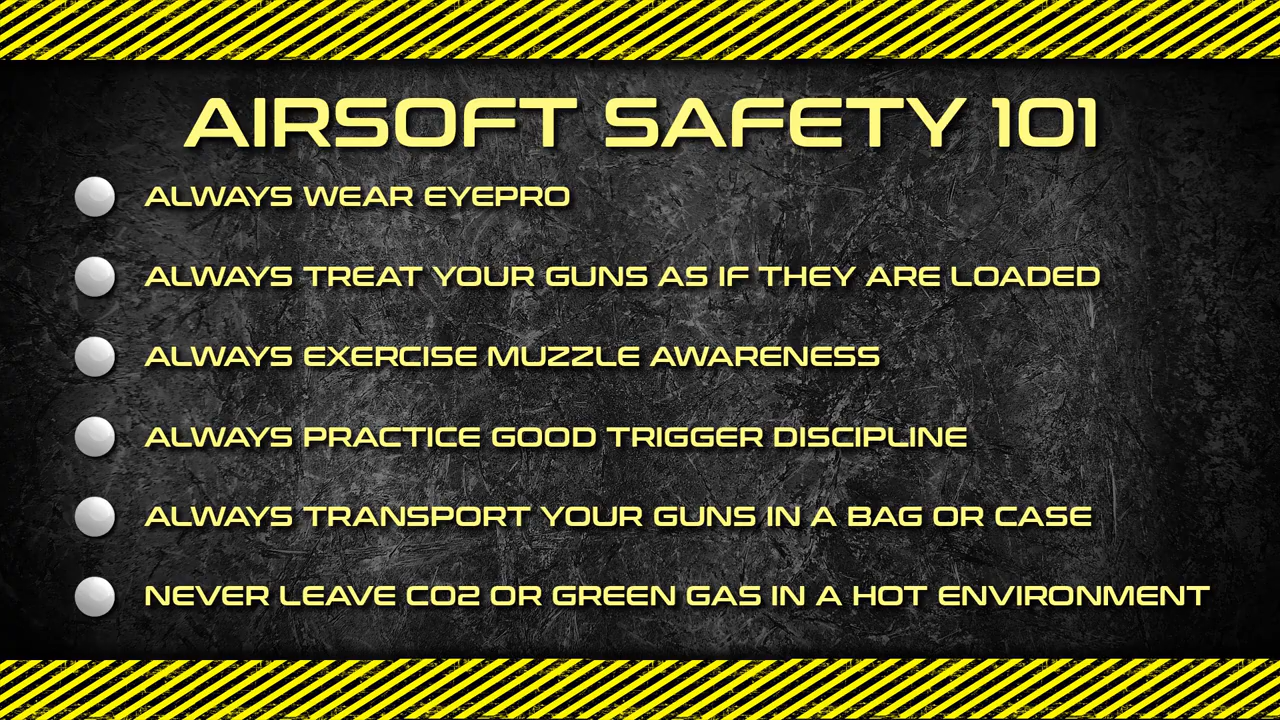 AIRSOFT SAFETY 101
ALWAYS WEAR EYEPRO
ALWAYS TREAT YOUR GUNS AS IF THEY ARE LOADED
ALWAYS EXERCISE MUZZLE AWARENESS
ALWAYS PRACTICE GOOD TRIGGER DISCIPLINE
ALWAYS TRANSPORT YOUR GUNS IN A BAG OR CASE
NEVER LEAVE CO2 OR GREEN GAS IN A HOT ENVIRONMENT